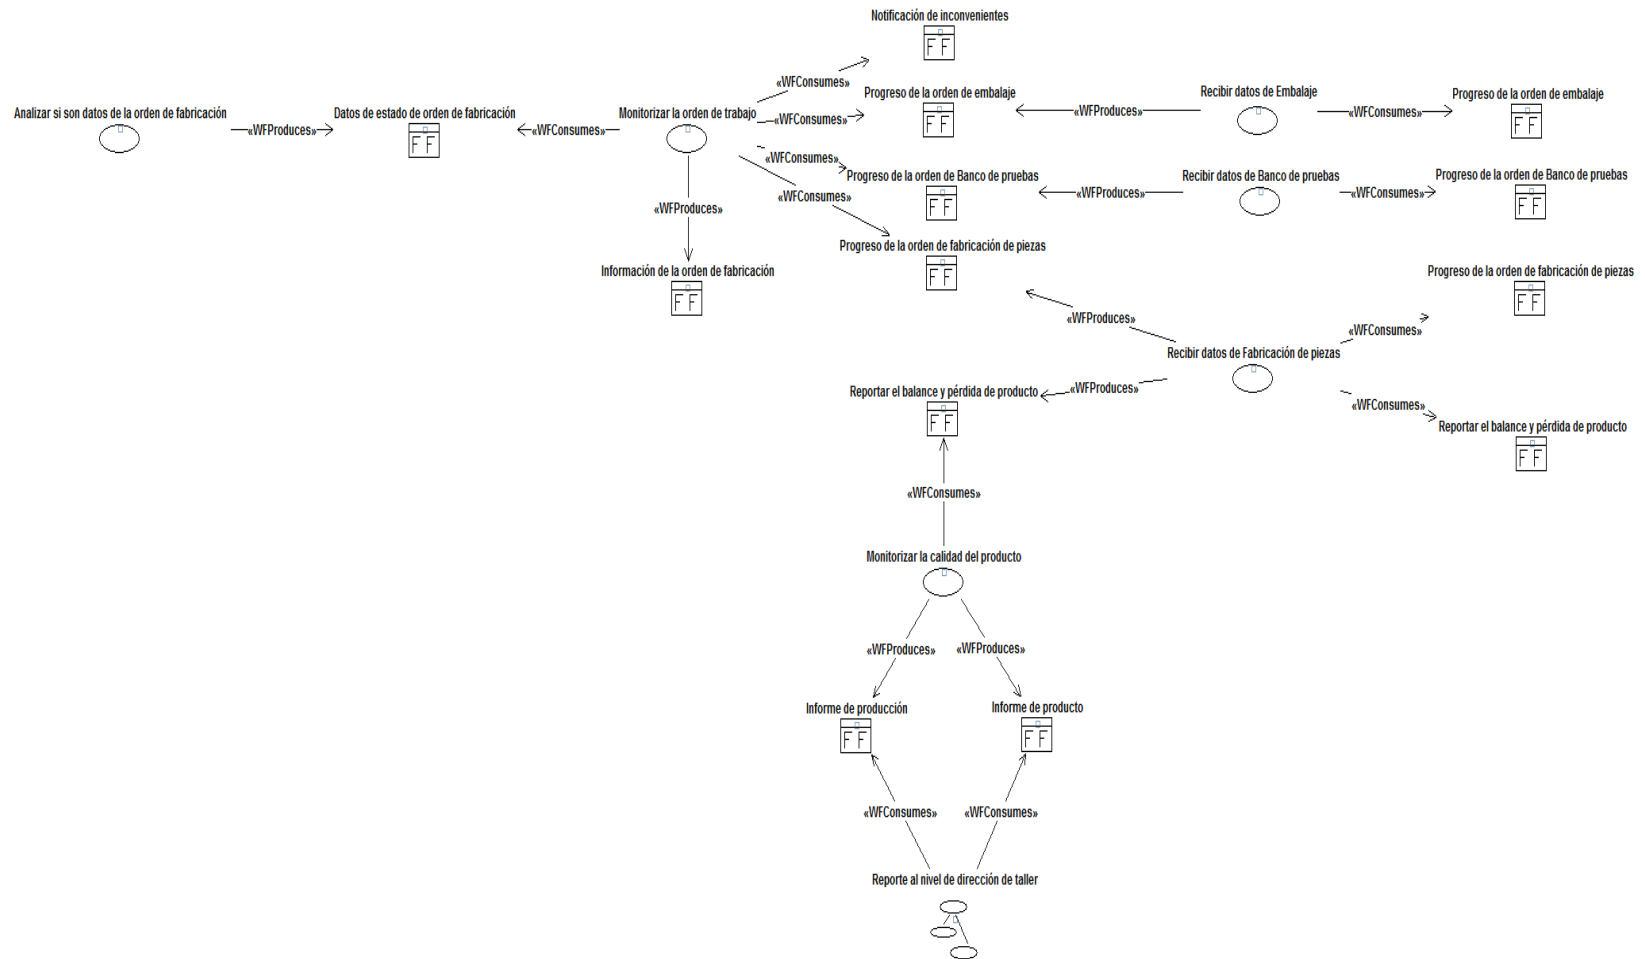 Notificación de inconvenientes
F F
«WFConsumes»
Progreso de la orden de embalaje
F F
Recibir datos de Embalaje
Progreso de la orden de embalaje
F F
Analizar si son datos de la orden de fabricación
«WFProduces»
Datos de estado de orden de fabricación
F F
«WFConsumes»
Monitorizar la orden de trabajo
«WFConsumes»
«WFProduces»
«WFConsumes»
«WFConsumes»
Progreso de la orden de Banco de pruebas
F F
«WFProduces»
Recibir datos de Banco de pruebas
«WFConsumes»
Progreso de la orden de Banco de pruebas
F F
«WFConsumes»
«WFProduces»
Progreso de la orden de fabricación de piezas
F F
Información de la orden de fabricación
F F
Progreso de la orden de fabricación de piezas
F F
«WFProduces»
«WFConsumes»
Recibir datos de Fabricación de piezas
Reportar el balance y pérdida de producto
F F
«WFProduces»
«WFConsumes»
Reportar el balance y pérdida de producto
F F
«WFConsumes»
Monitorizar la calidad del producto
«WFProduces»
«WFProduces»
Informe de producción
F F
Informe de producto
F F
«WFConsumes»
«WFConsumes»
Reporte al nivel de dirección de taller